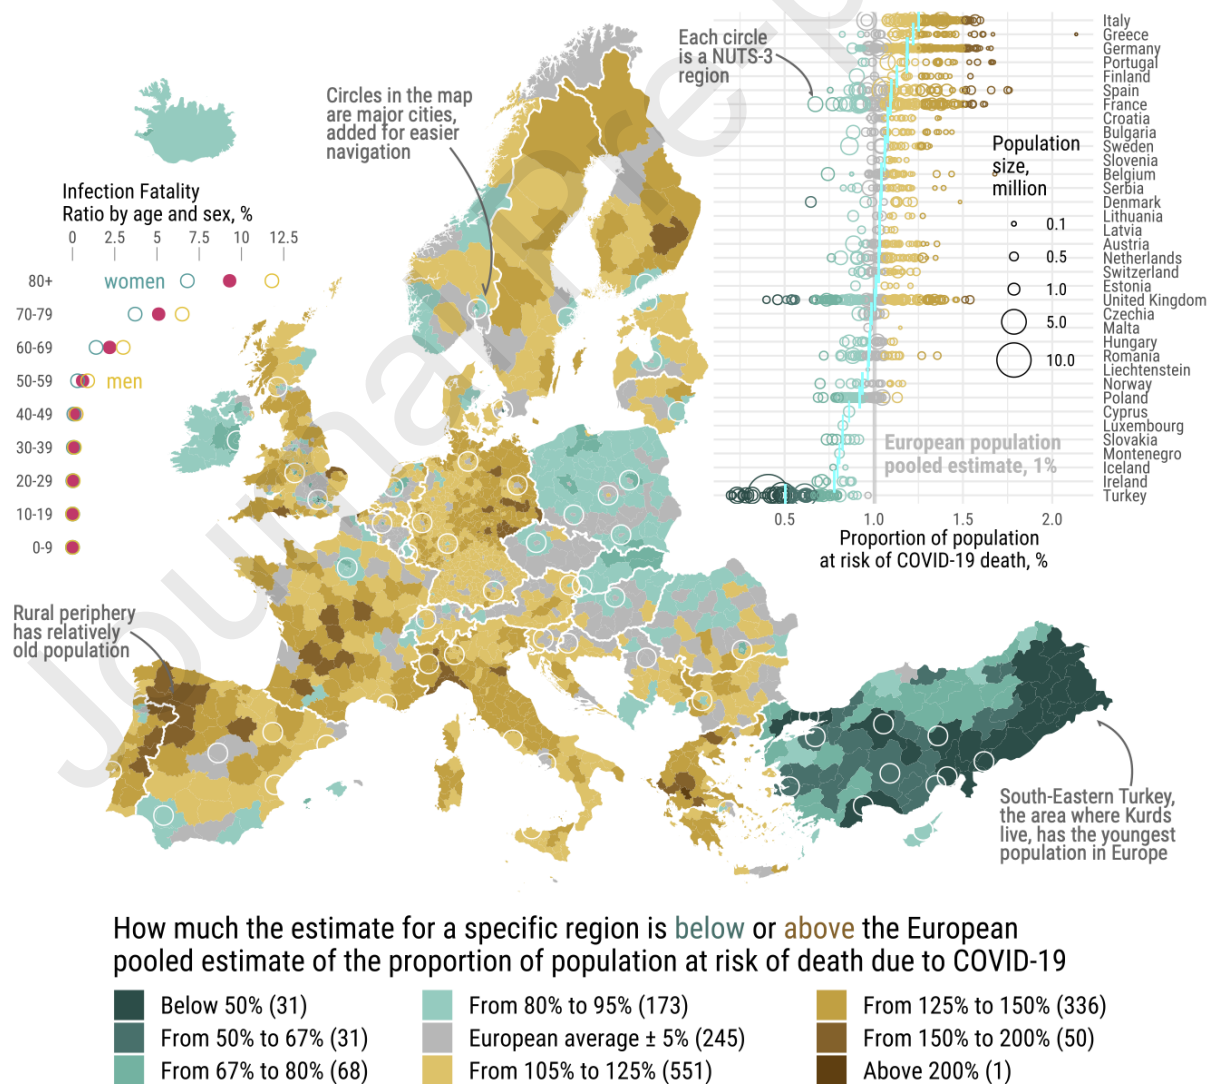 Each circle
is a NUTS-3
region
Circles in the map
are major cities,
added for easier
navigation
Infection Fatality
Ratio by age and sex, %
0 2.5 5 7.5 10 12.5
80+
women
70-79
60-69
50-59
men
40-49
30-39
20-29
10-19
0-9
Rural periphery
has relatively
old population
Italy
Greece
Germany
Portugal
Finland
Spain
France
Croatia
Bulgaria
Sweden
Slovenia
Belgium
Serbia
Denmark
Lithuania
Latvia
Austria
Netherlands
Switzerland
Estonia
United Kingdom
Czechia
Malta
Hungary
Romania
Liechtenstein
Norway
Poland
Cyprus
Luxembourg
Slovakia
Montenegro
Iceland
Ireland
Turkey
Population
size,
million
0.1
0.5
1.0
5.0
10.0
European population
pooled estimate, 1%
0.5 1.0 1.5 2.0
Proportion of population
at risk of COVID-19 death, %
South-Eastern Turkey,
the area where Kurds
live, has the youngest
population in Europe
How much the estimate for a specific region is below or above the European
pooled estimate of the proportion of population at risk of death due to COVID-19
Below 50% (31)
From 50% to 67% (31)
From 67% to 80% (68)
From 80% to 95% (173)
European average ± 5% (245)
From 105% to 125% (551)
From 125% to 150% (336)
From 150% to 200% (50)
Above 200% (1)
Journal pre-p